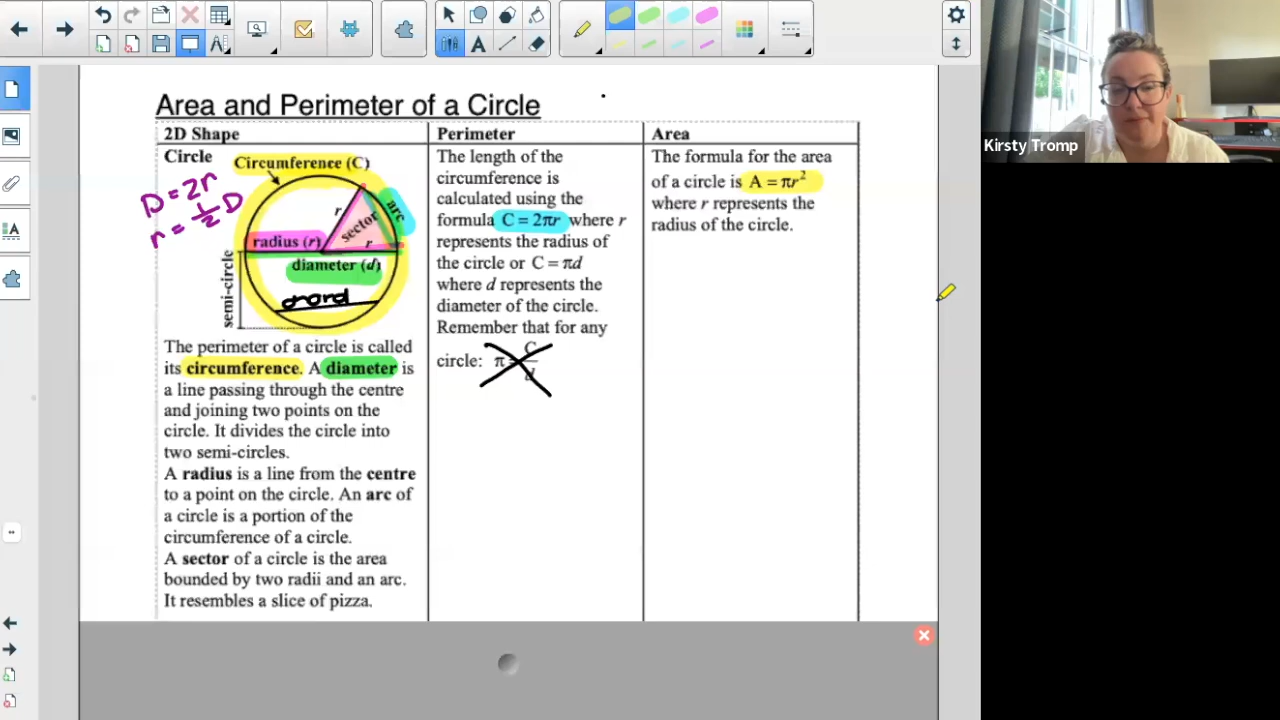 Kirsty Tromp
Area and Perimeter of a Circle
2D Shape
Perimeter
Area
Circle
Circumference (C)
D = 2r
r = 1/2 D
r
sector
arc
radius (r)
r
diameter (d)
chord
semi-circle
The perimeter of a circle is called
its circumference. A diameter is
a line passing through the centre
and joining two points on the
circle. It divides the circle into
two semi-circles.
A radius is a line from the centre
to a point on the circle. An arc of
a circle is a portion of the
circumference of a circle.
A sector of a circle is the area
bounded by two radii and an arc.
It resembles a slice of pizza.
The length of the
circumference is
calculated using the
formula C = 2πr where r
represents the radius of
the circle or C = πd
where d represents the
diameter of the circle.
Remember that for any
circle: π = C/d
The formula for the area
of a circle is A = πr²
where r represents the
radius of the circle.